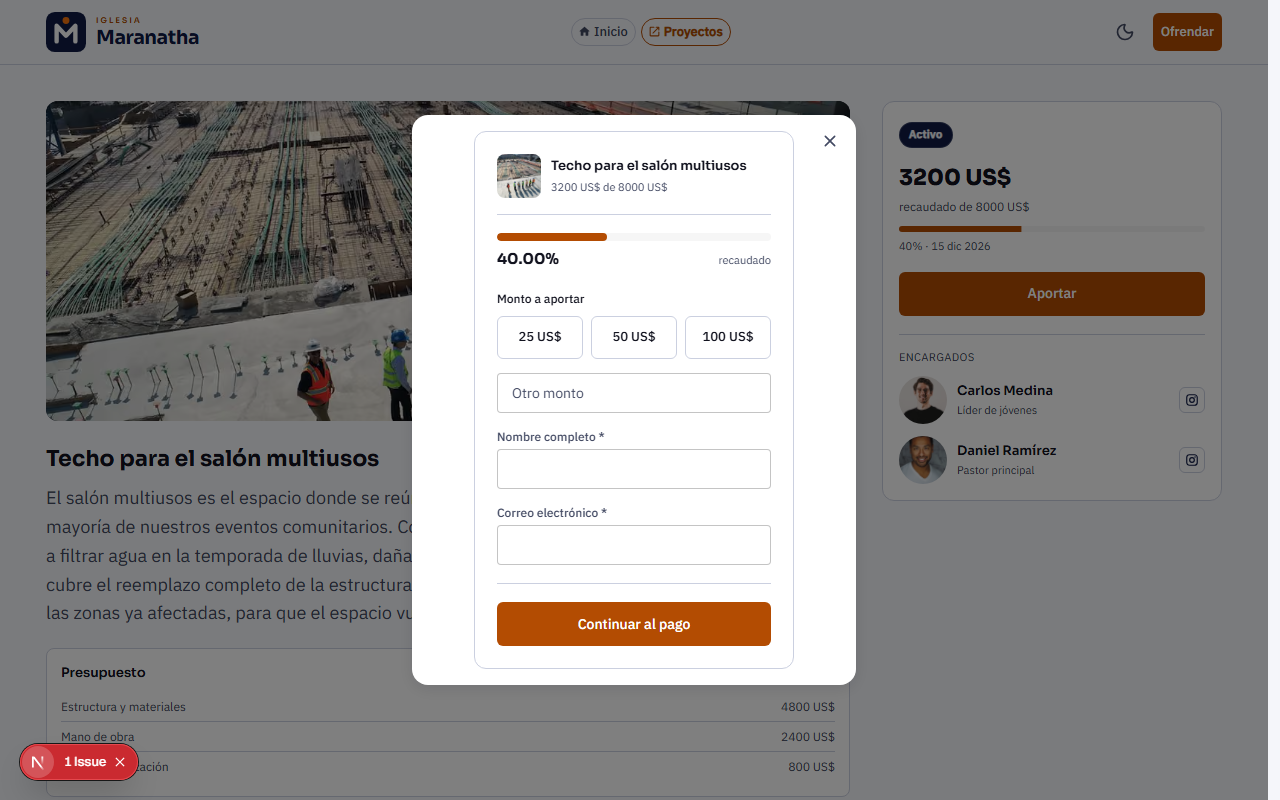 IGLESIA
Maranatha
Inicio
Proyectos
Ofrendar
Techo para el salón multiusos
3200 US$ de 8000 US$
40.00%
recaudado
Monto a aportar
25 US$
50 US$
100 US$
Otro monto
Nombre completo *
Correo electrónico *
Continuar al pago
Activo
3200 US$
recaudado de 8000 US$
40% · 15 dic 2026
Aportar
ENCARGADOS
Carlos Medina
Líder de jóvenes
Daniel Ramírez
Pastor principal
Techo para el salón multiusos
El salón multiusos es el espacio donde se
mayoría de nuestros eventos comunitarios.
a filtrar agua en la temporada de lluvias,
cubre el reemplazo completo de la estructura
las zonas ya afectadas, para que el espacio
Presupuesto
Estructura y materiales
4800 US$
Mano de obra
2400 US$
800 US$
1 Issue